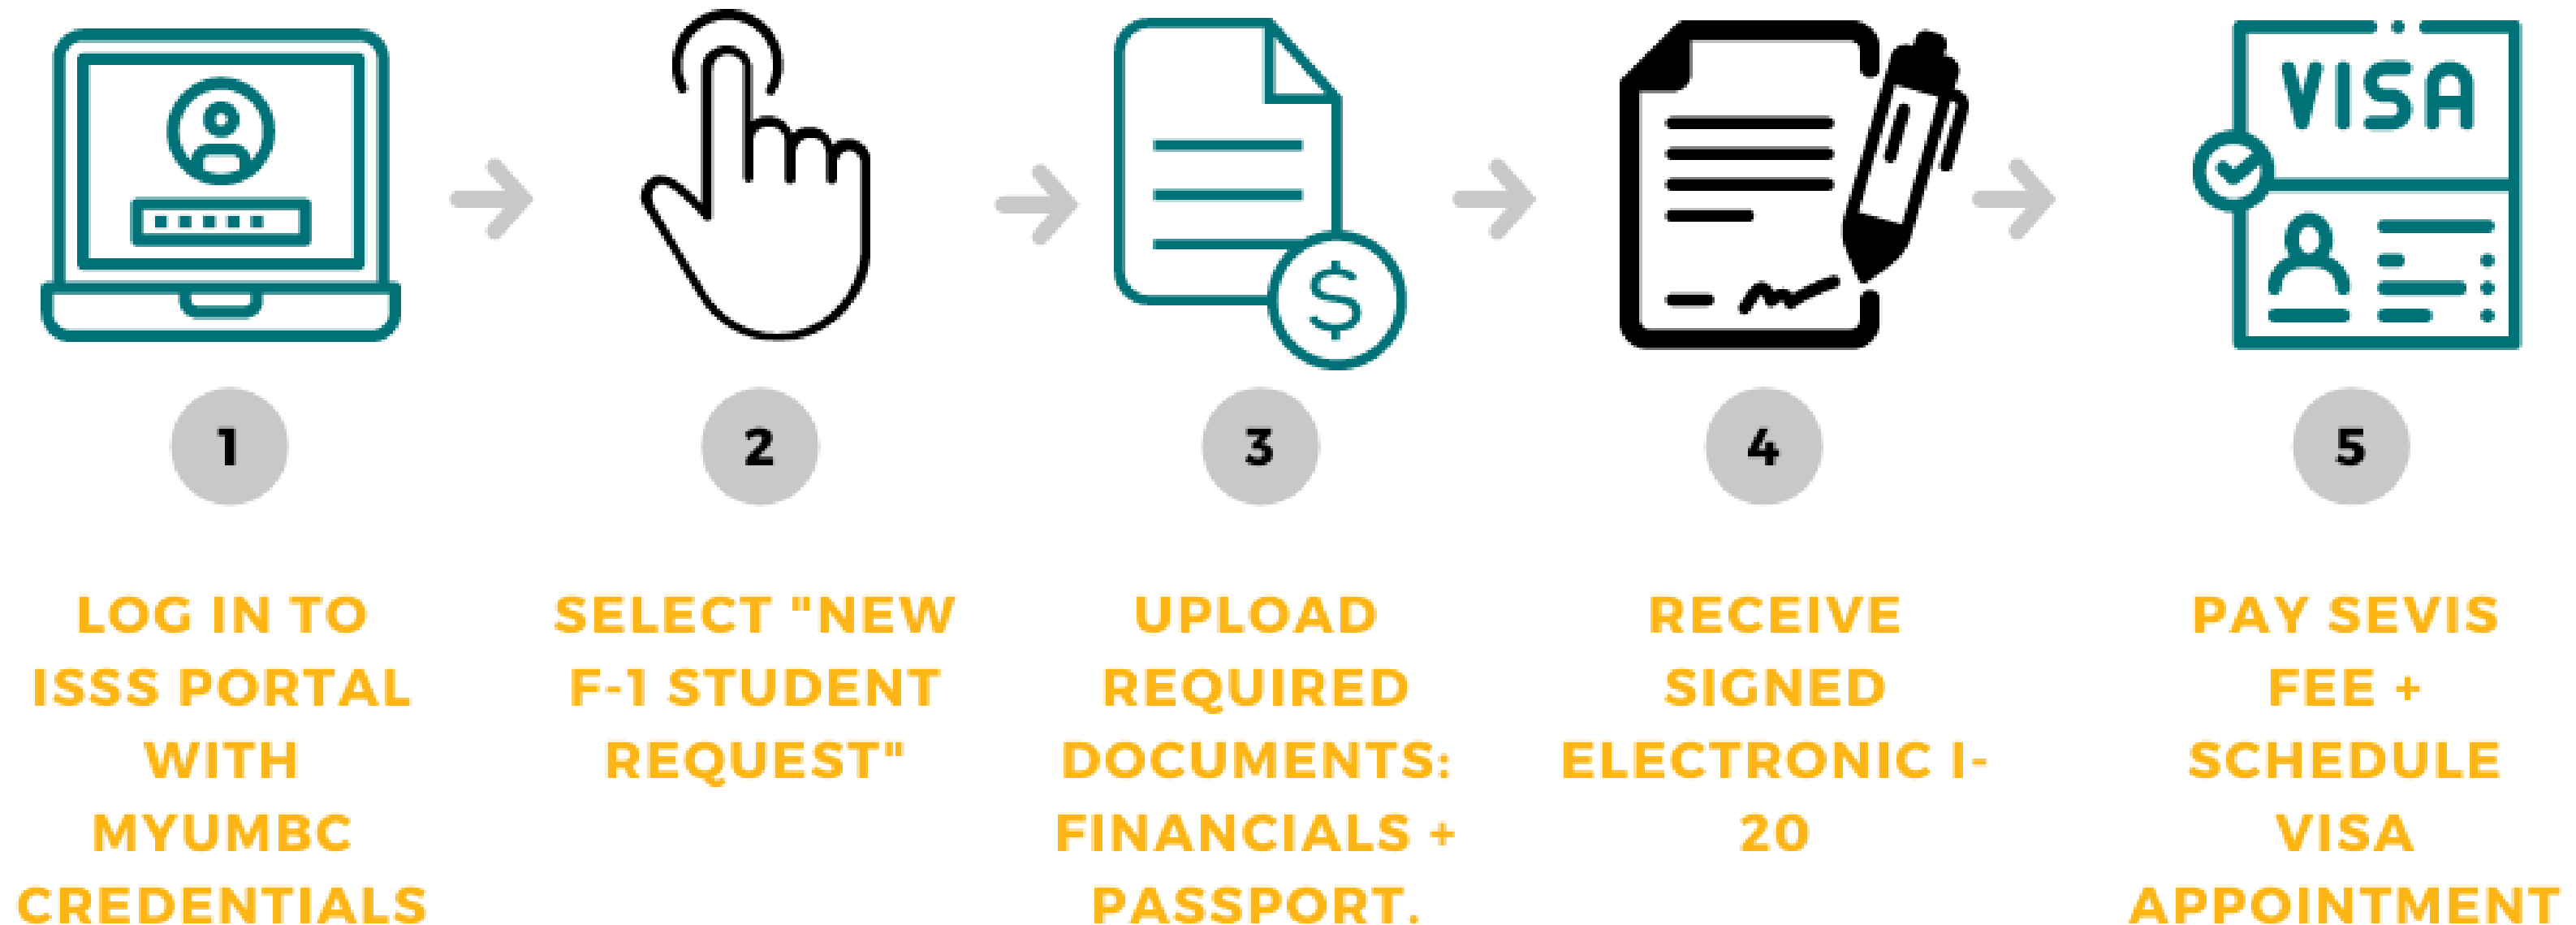 VISA
$
1
2
3
4
5
LOG IN TO
ISSS PORTAL
WITH
MYUMBC
CREDENTIALS
SELECT "NEW
F-1 STUDENT
REQUEST"
UPLOAD
REQUIRED
DOCUMENTS:
FINANCIALS +
PASSPORT.
RECEIVE
SIGNED
ELECTRONIC I-
20
PAY SEVIS
FEE +
SCHEDULE
VISA
APPOINTMENT